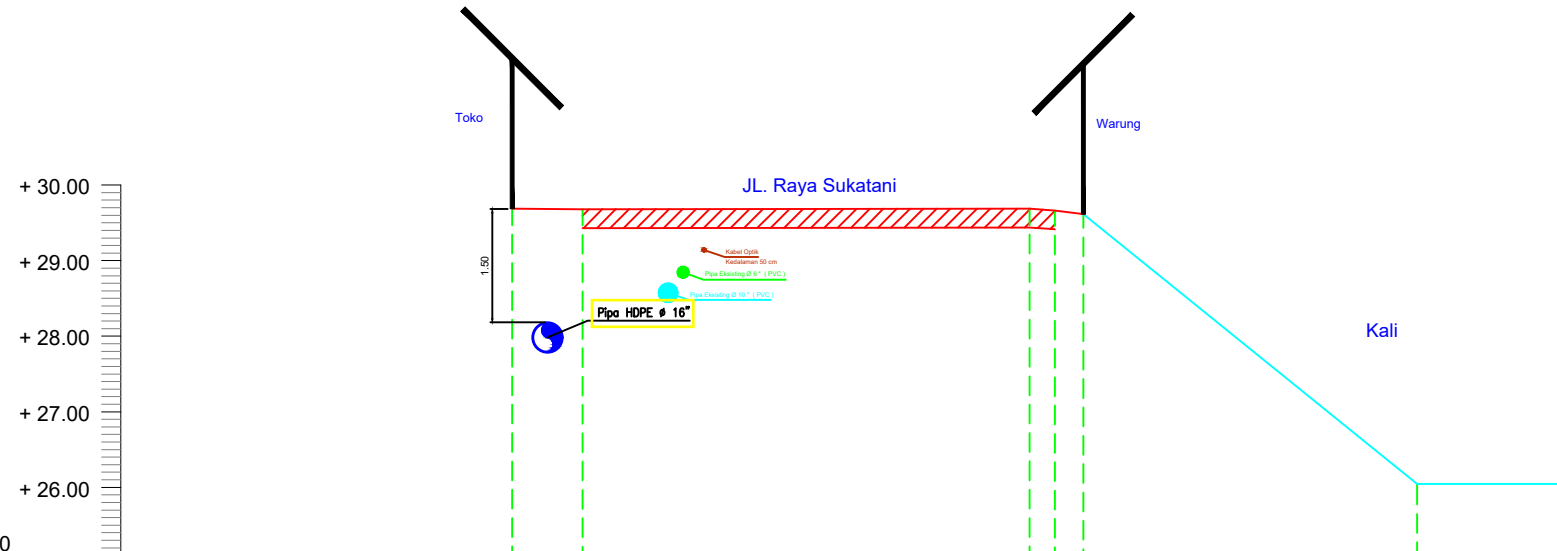 Toko
Warung
JL. Raya Sukatani
+ 30.00
+ 29.00
+ 28.00
+ 27.00
+ 26.00
0
1.50
Kabel Optik
Kedalaman 50 cm
Pipa Eksisting Ø 6 " ( PVC )
Pipa Eksisting Ø 10 " ( PVC )
Pipa HDPE ø 16"
Kali